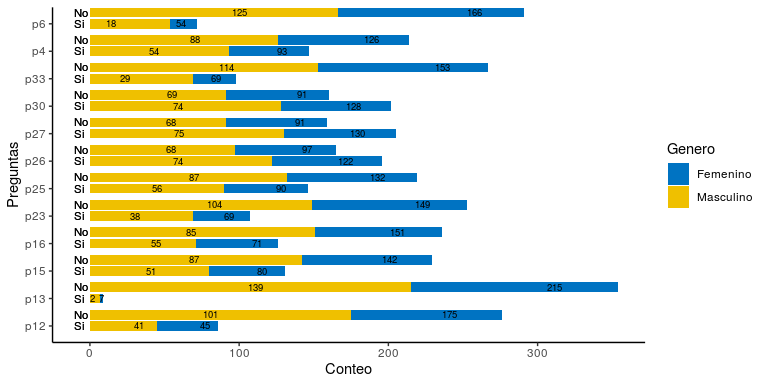 No 125 166
p6
Si 18 54
No 88 126
p4
Si 54 93
No 114 153
p33
Si 29 69
No 69 91
p30
Si 74 128
No 68 91
p27
Si 75 130
No 68 97
p26
Si 74 122
No 87 132
p25
Si 56 90
No 104 149
p23
Si 38 69
No 85 151
p16
Si 55 71
No 87 142
p15
Si 51 80
No 139 215
p13
Si 2 7
No 101 175
p12
Si 41 45
Preguntas
0 100 200 300
Conteo
Genero
Femenino
Masculino